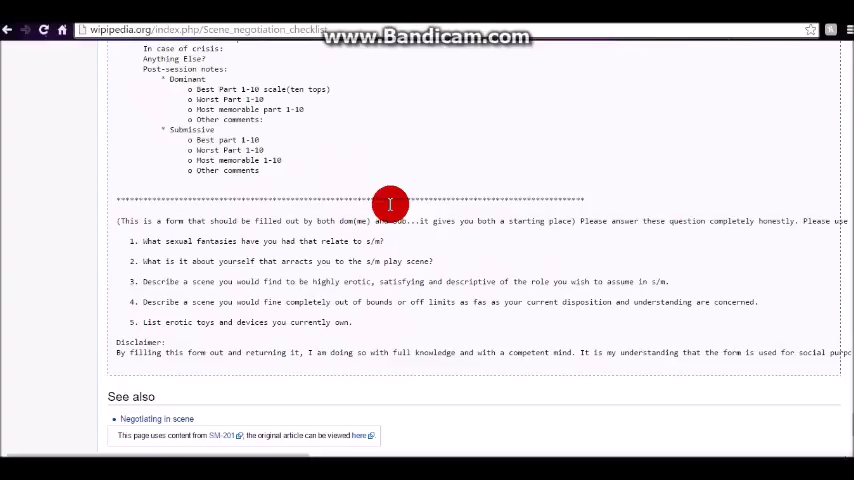 wipipedia.org/index.php/Scene_negotiation_checklist
www.Bandicam.com
In case of crisis:
Anything Else?
Post-session notes:
* Dominant
o Best Part 1-10 scale(ten tops)
o Worst Part 1-10
o Most memorable part 1-10
o Other comments:
* Submissive
o Best part 1-10
o Worst Part 1-10
o Most memorable 1-10
o Other comments
(This is a form that should be filled out by both dom(me) and sub...it gives you both a starting place) Please answer these question completely honestly. Please use
1. What sexual fantasies have you had that relate to s/m?
2. What is it about yourself that arracts you to the s/m play scene?
3. Describe a scene you would find to be highly erotic, satisfying and descriptive of the role you wish to assume in s/m.
4. Describe a scene you would fine completely out of bounds or off limits as fas as your current disposition and understanding are concerned.
5. List erotic toys and devices you currently own.
Disclaimer:
By filling this form out and returning it, I am doing so with full knowledge and with a competent mind. It is my understanding that the form is used for social purpo
See also
• Negotiating in scene
This page uses content from SM-201, the original article can be viewed here.